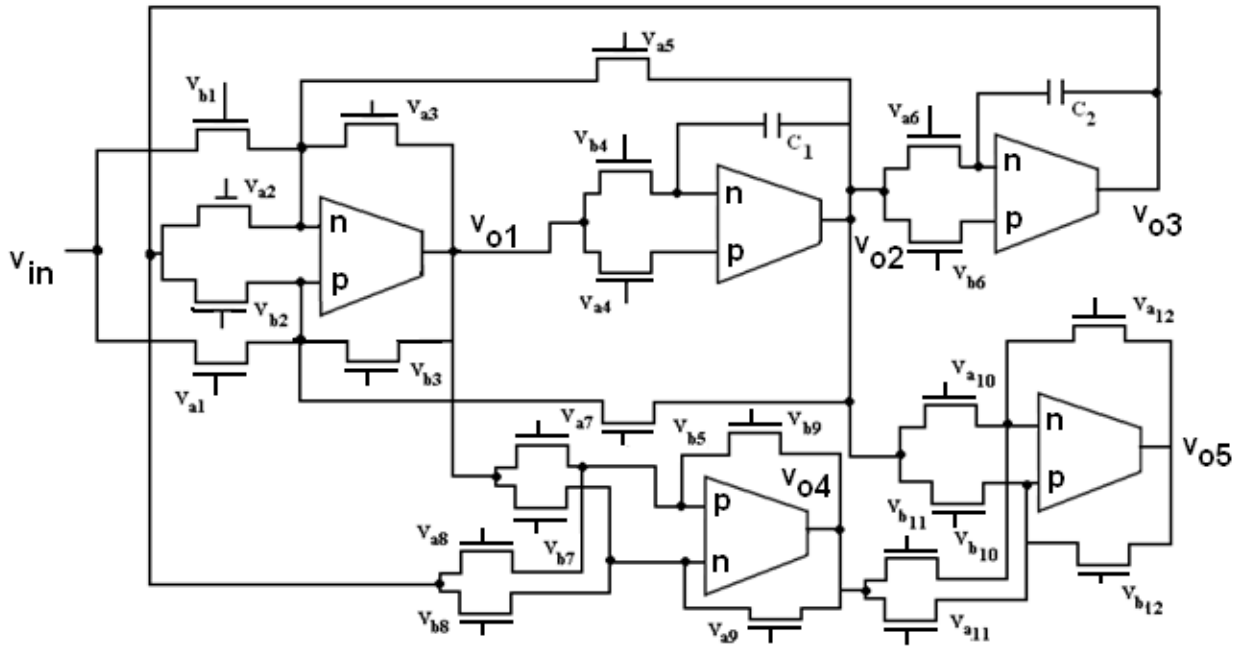 Va5
Vb1
Va3
Va6
C2
Vb4
C1
Va2
n
n
n
vo1
vo3
vin
p
p
p
vo2
Vb2
Va4
Vb6
Va12
Vb3
Va1
Va10
Va7
Vb5
Vb9
n
vo5
vo4
p
p
Vb11
Va8
Vb7
Vb10
n
Vb8
Va9
Va11
Vb12